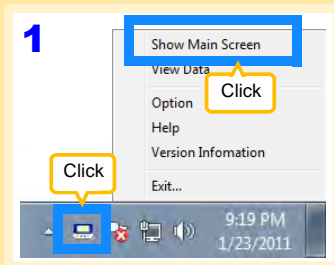 1
Show Main Screen
View Data
Click
Option
Help
Version Infomation
Click
Exit...
9:19 PM
1/23/2011